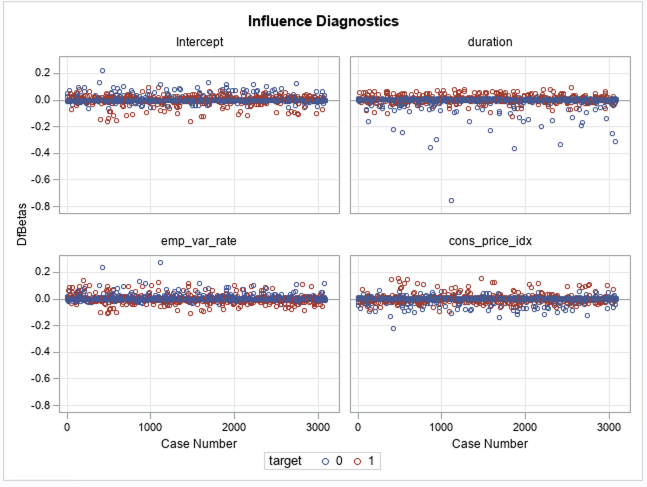 Influence Diagnostics
Intercept
duration
0.2
0.0
-0.2
-0.4
-0.6
-0.8
DfBetas
emp_var_rate
cons_price_idx
0.2
0.0
-0.2
-0.4
-0.6
-0.8
0 1000 2000 3000
0 1000 2000 3000
Case Number
Case Number
target 0 1